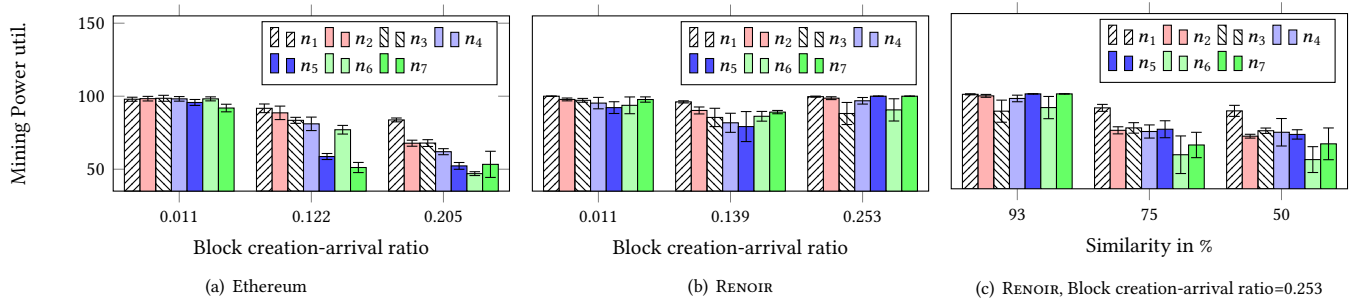 Mining Power util.
150
100
50
n1 n2 n3 n4
n5 n6 n7
0.011 0.122 0.205
Block creation-arrival ratio
(a) Ethereum
150
100
50
n1 n2 n3 n4
n5 n6 n7
0.011 0.139 0.253
Block creation-arrival ratio
(b) RENOIR
n1 n2 n3 n4
n5 n6 n7
93 75 50
Similarity in %
(c) RENOIR, Block creation-arrival ratio=0.253